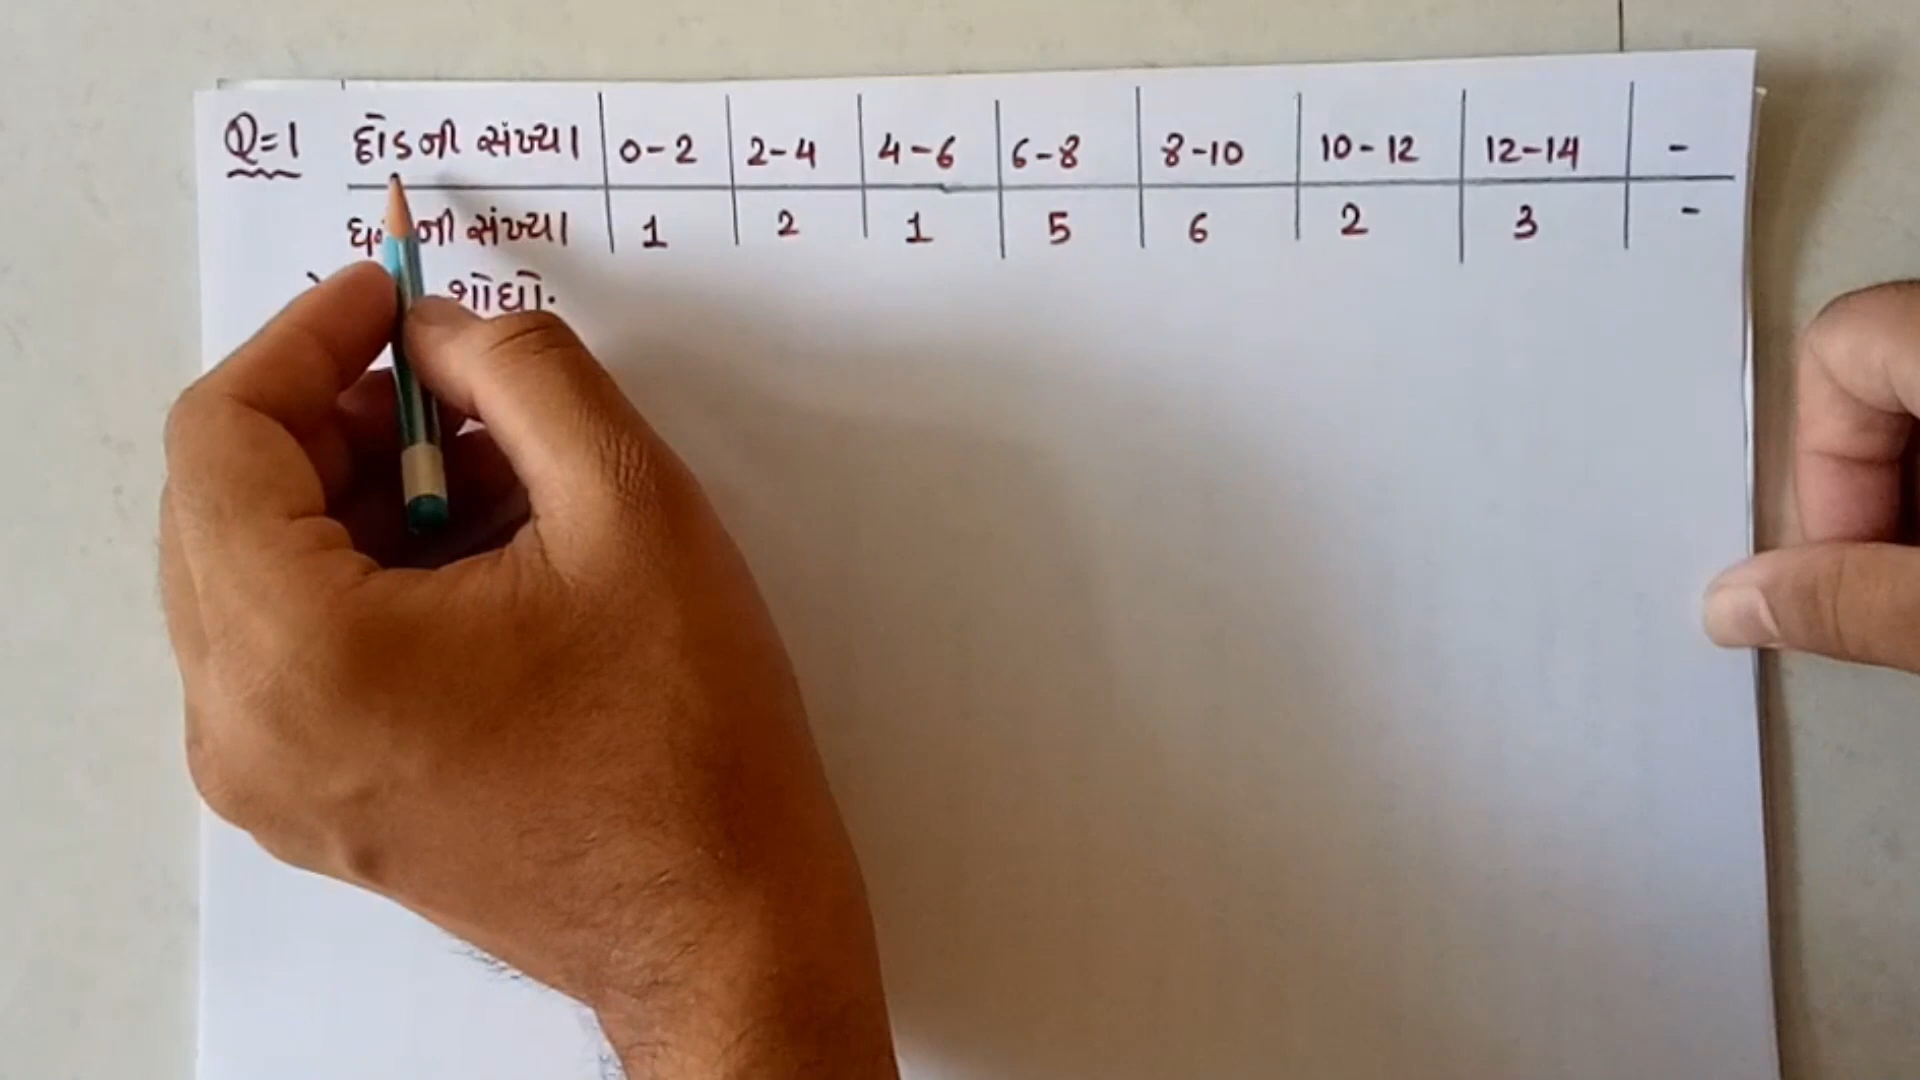 Q=1 છોડની સંખ્યા 0-2 2-4 4-6 6-8 8-10 10-12 12-14 -
ની સંખ્યા 1 2 1 5 6 2 3 -
શોધો.